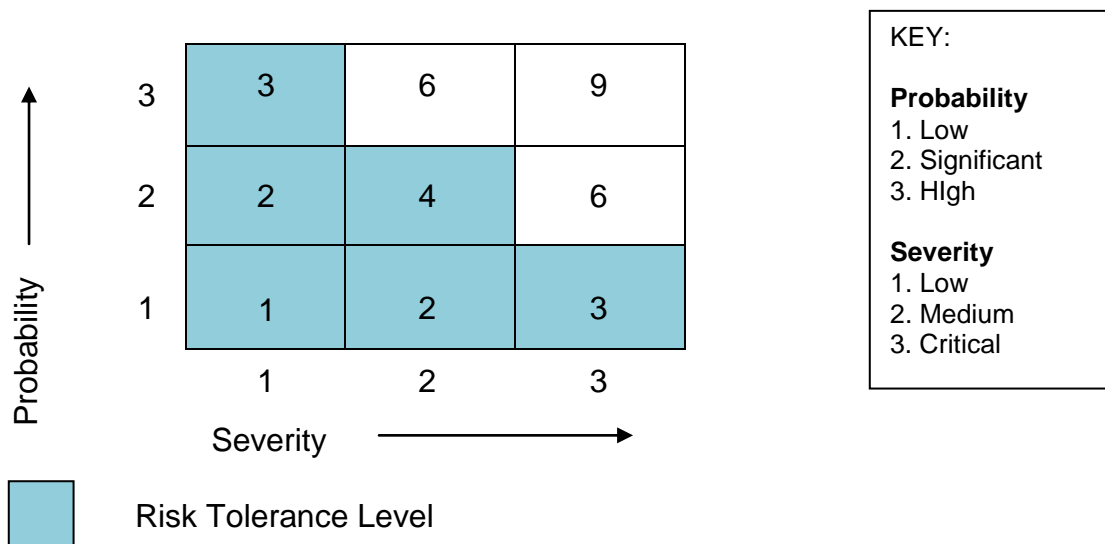 3 3 6 9
2 2 4 6
1 1 2 3
1 2 3
Probability
Severity
Risk Tolerance Level
KEY:
Probability
1. Low
2. Significant
3. HIgh
Severity
1. Low
2. Medium
3. Critical